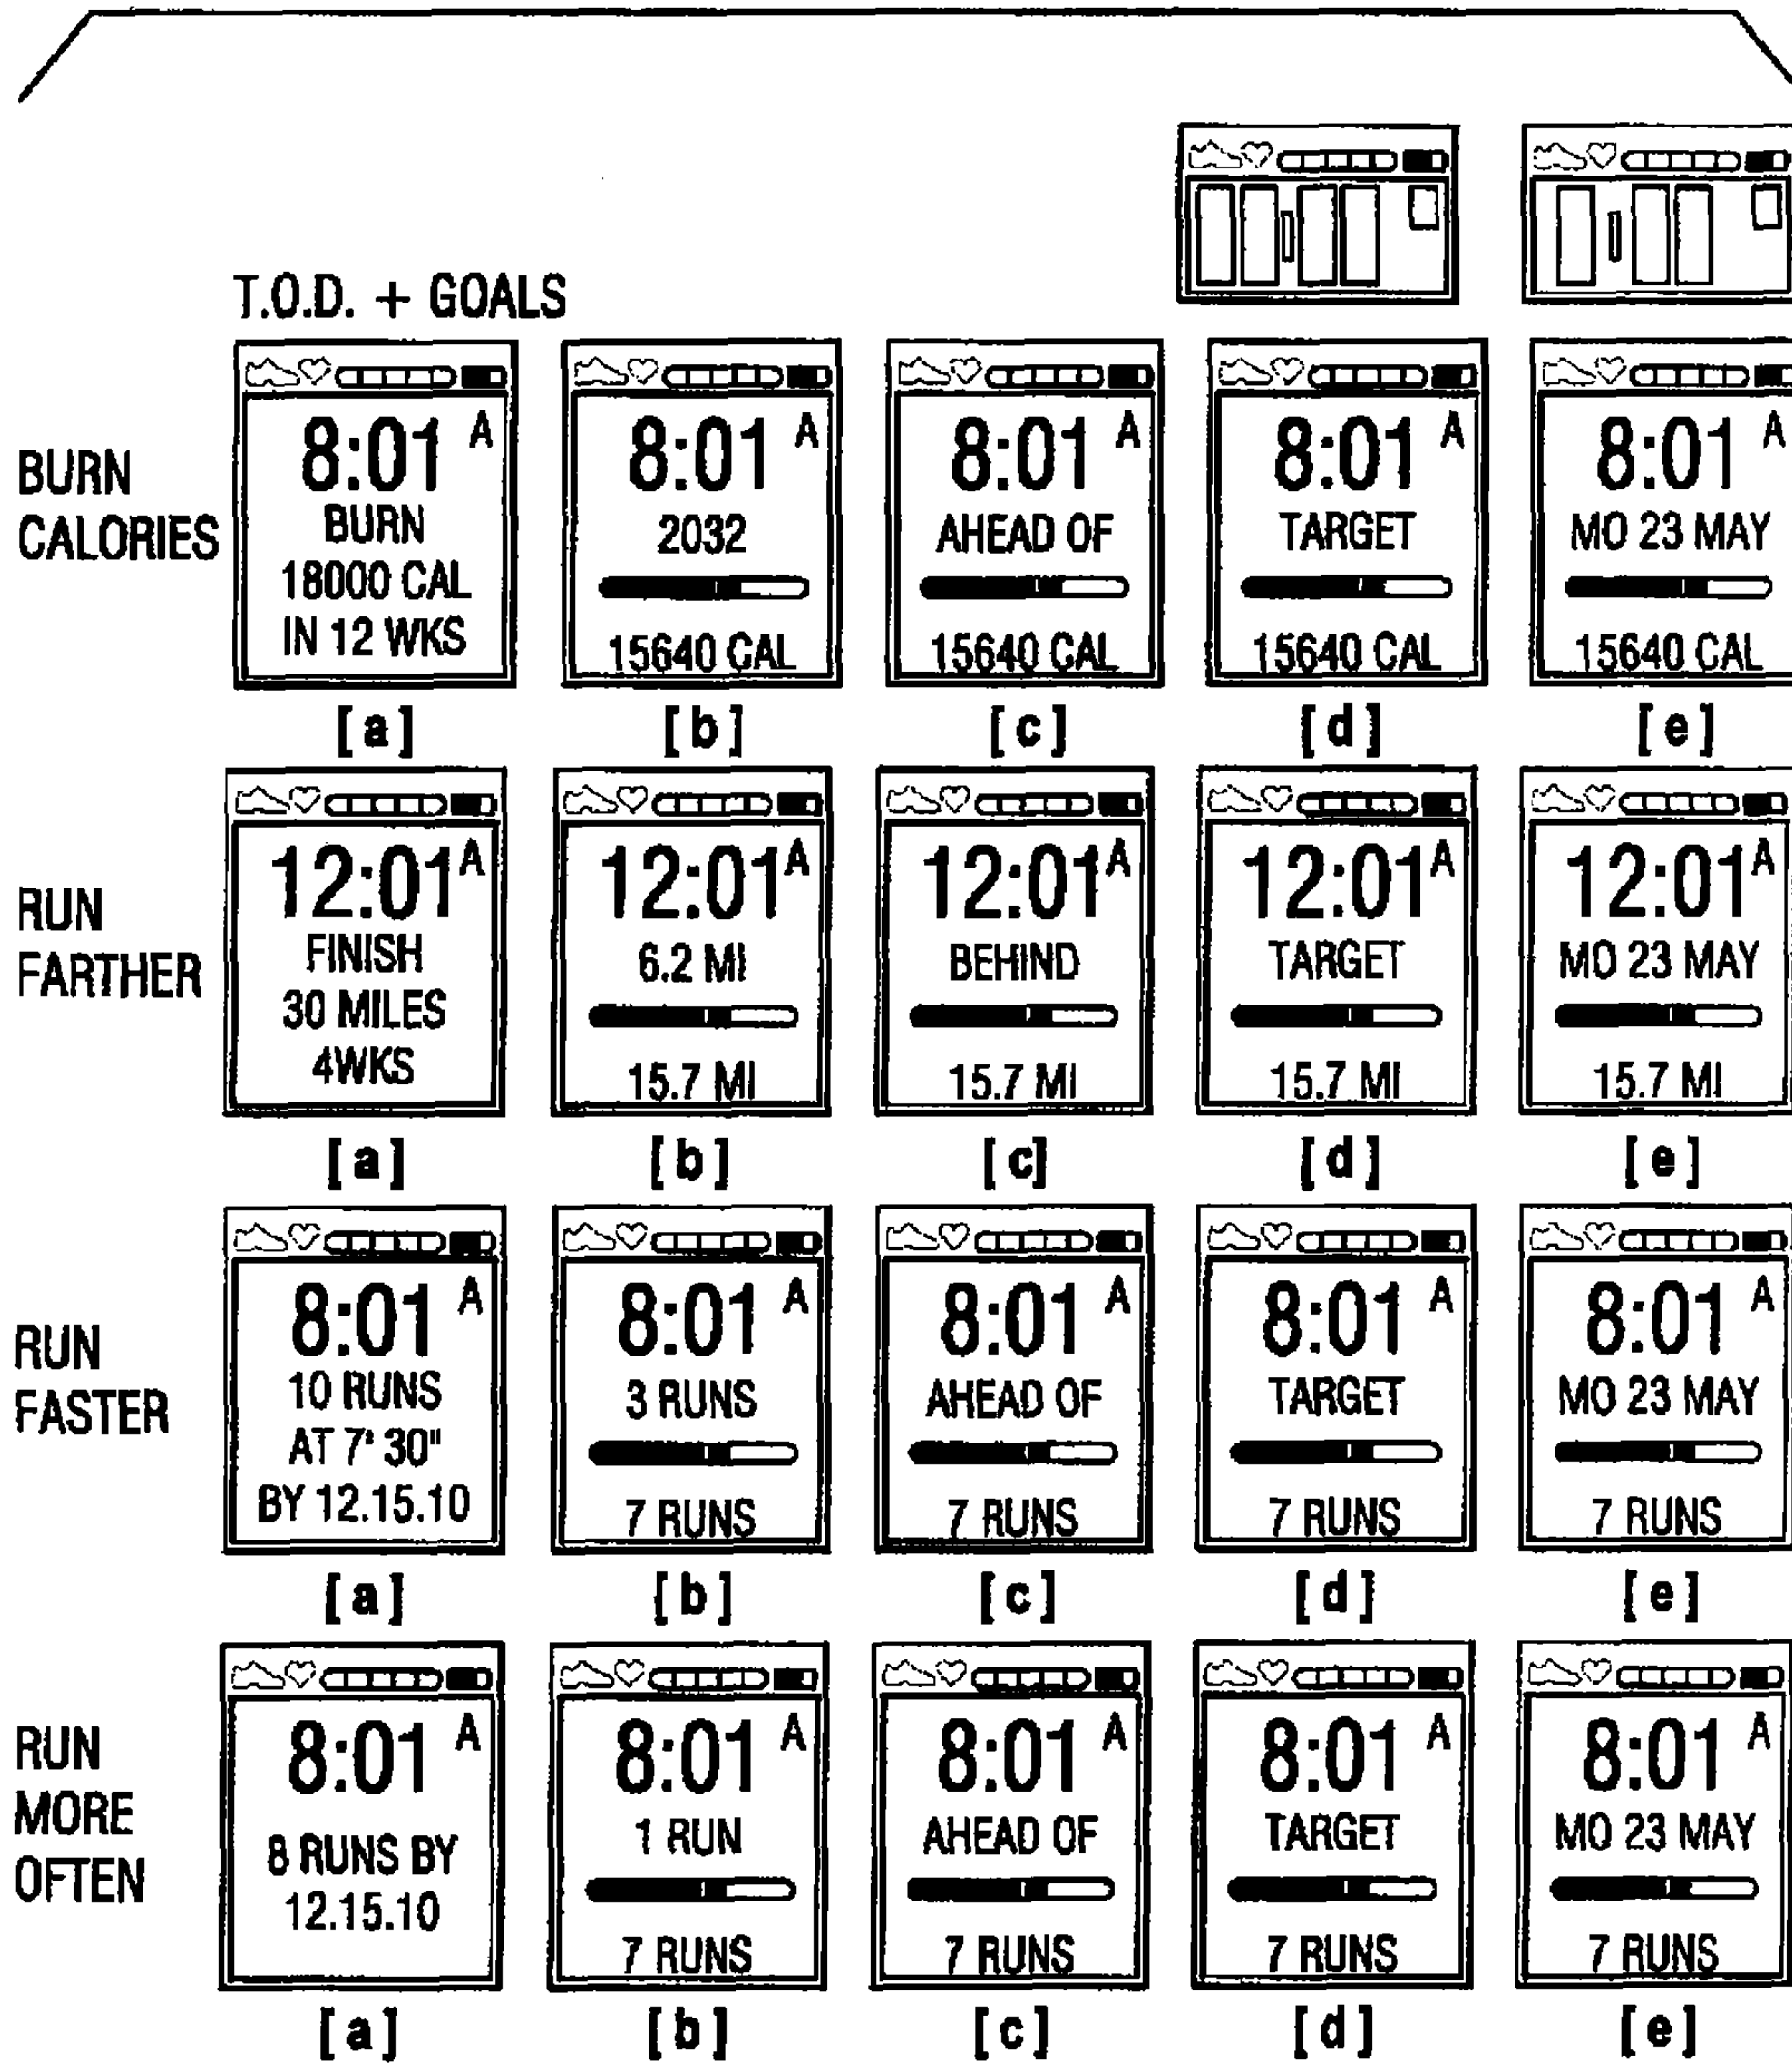 T.O.D. + GOALS
BURN
CALORIES
8:01 A
BURN
18000 CAL
IN 12 WKS
[a]
8:01 A
2032
15640 CAL
[b]
8:01 A
AHEAD OF
15640 CAL
[c]
8:01 A
TARGET
15640 CAL
[d]
8:01 A
MO 23 MAY
15640 CAL
[e]
RUN
FARTHER
12:01 A
FINISH
30 MILES
4WKS
[a]
12:01 A
6.2 MI
15.7 MI
[b]
12:01 A
BEHIND
15.7 MI
[c]
12:01 A
TARGET
15.7 MI
[d]
12:01 A
MO 23 MAY
15.7 MI
[e]
RUN
FASTER
8:01 A
10 RUNS
AT 7' 30"
BY 12.15.10
[a]
8:01 A
3 RUNS
7 RUNS
[b]
8:01 A
AHEAD OF
7 RUNS
[c]
8:01 A
TARGET
7 RUNS
[d]
8:01 A
MO 23 MAY
7 RUNS
[e]
RUN
MORE
OFTEN
8:01 A
8 RUNS BY
12.15.10
[a]
8:01 A
1 RUN
7 RUNS
[b]
8:01 A
AHEAD OF
7 RUNS
[c]
8:01 A
TARGET
7 RUNS
[d]
8:01 A
MO 23 MAY
7 RUNS
[e]